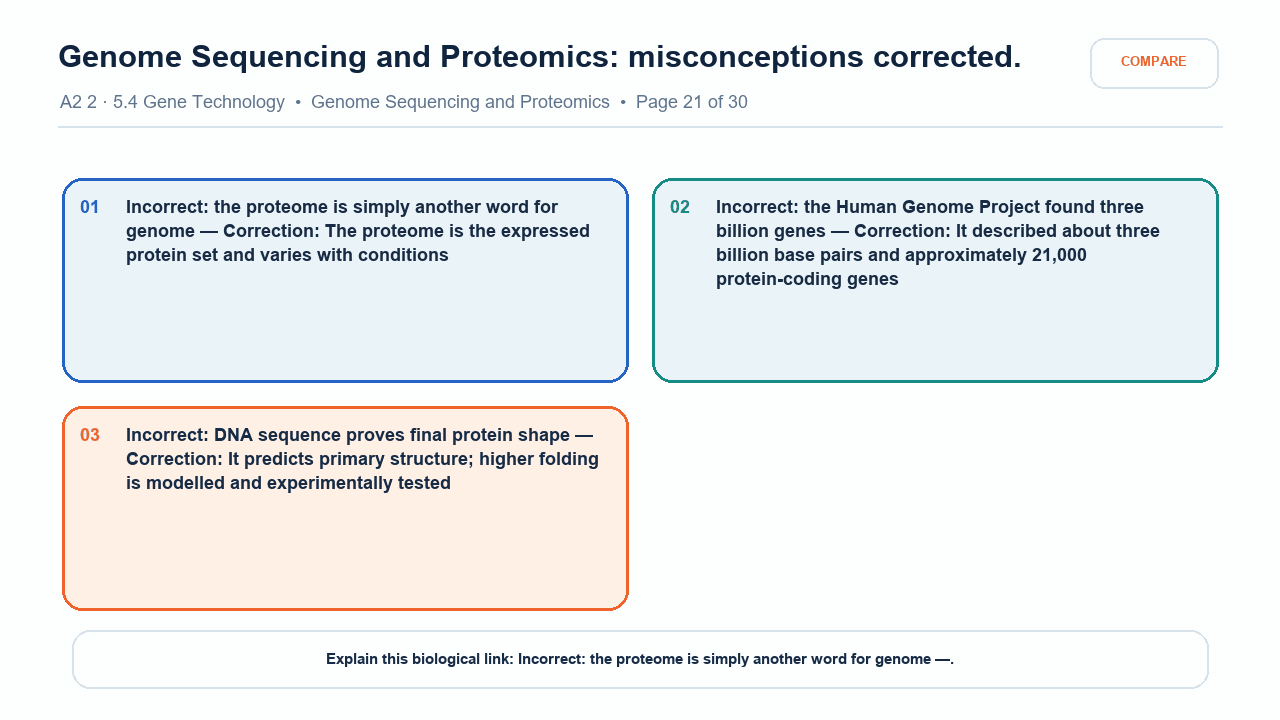 Genome Sequencing and Proteomics: misconceptions corrected.
COMPARE
A2 2 · 5.4 Gene Technology • Genome Sequencing and Proteomics • Page 21 of 30
01
Incorrect: the proteome is simply another word for
genome — Correction: The proteome is the expressed
protein set and varies with conditions
02
Incorrect: the Human Genome Project found three
billion genes — Correction: It described about three
billion base pairs and approximately 21,000
protein-coding genes
03
Incorrect: DNA sequence proves final protein shape —
Correction: It predicts primary structure; higher folding
is modelled and experimentally tested
Explain this biological link: Incorrect: the proteome is simply another word for genome —.